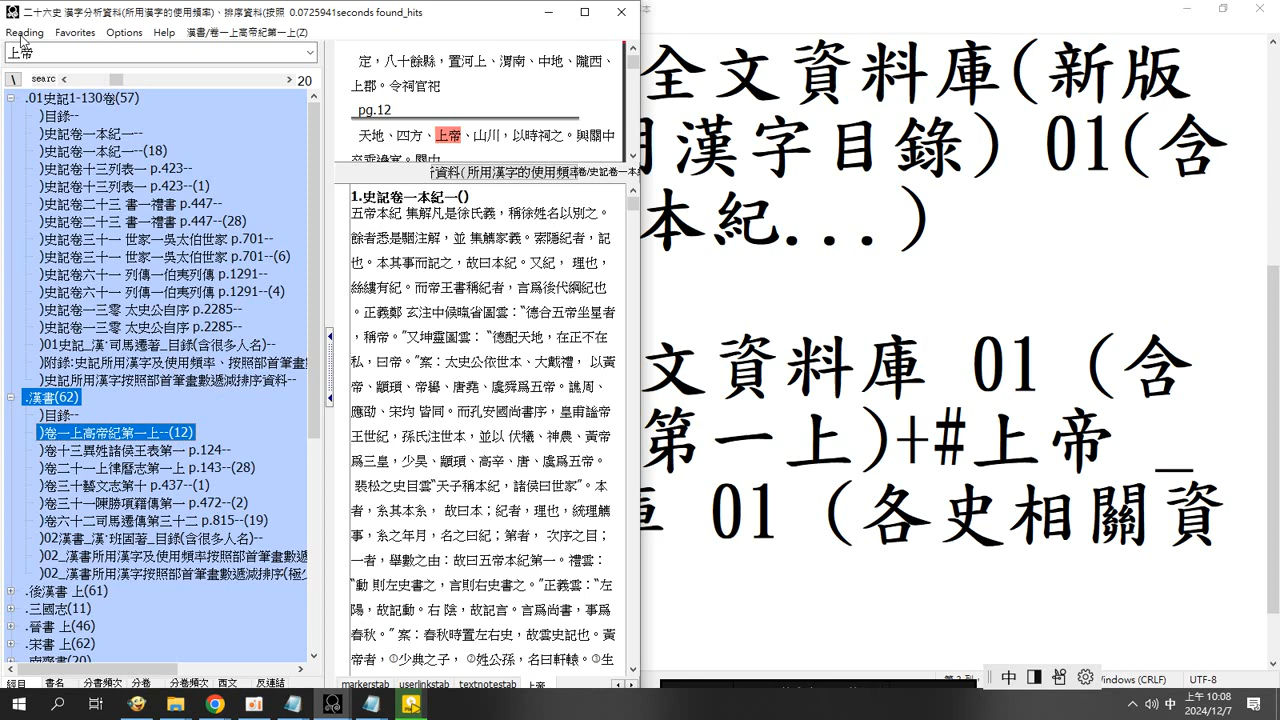 二十六史 漢字分析資料(所用漢字的使用頻率)、排序資料(按照  0.0725941seconds found_hits
Reading Favorites Options Help 漢書/卷一上高帝紀第一上(Z)
上帝
\ searc < > 20
.01史記1-130卷(57)
)目錄--
)史記卷一本紀一--
)史記卷一本紀一--(18)
)史記卷十三列表一 p.423--
)史記卷十三列表一 p.423--(1)
)史記卷二十三 書一禮書 p.447--
)史記卷二十三 書一禮書 p.447--(28)
)史記卷三十一 世家一吳太伯世家 p.701--
)史記卷三十一 世家一吳太伯世家 p.701--(6)
)史記卷六十一 列傳一伯夷列傳 p.1291--
)史記卷六十一 列傳一伯夷列傳 p.1291--(4)
)史記卷一三零 太史公自序 p.2285--
)史記卷一三零 太史公自序 p.2285--
)01史記_漢·司馬遷著_目錄(含很多人名)--
)附錄:史記所用漢字及使用頻率、按照部首筆畫
)史記所用漢字按照部首筆畫數遞減排序資料--
.漢書(62)
)目錄--
)卷一上高帝紀第一上--(12)
)卷十三異姓諸侯王表第一 p.124--
)卷二十一上律曆志第一上 p.143--(28)
)卷三十藝文志第十 p.437--(1)
)卷三十一陳勝項籍傳第一 p.472--(2)
)卷六十二司馬遷傳第三十二 p.815--(19)
)02漢書_漢·班固著_目錄(含很多人名)--
)02_漢書所用漢字及使用頻率按照部首筆畫
)02_漢書所用漢字按照部首筆畫數遞減排序(極
.後漢書 上(61)
.三國志(11)
.晉書 上(46)
.宋書 上(62)
.南齊書(20)
定，八十餘縣，置河上、渭南、中地、隴西、
上郡。令祠官祀
pg.12
天地、四方、上帝、山川，以時祠之。與關中
資料(所用漢字的使用頻率
1.史記卷一本紀一()
五帝本紀 集解凡是徐氏義，稱徐姓名以別之。
餘者悉是駰注解，並 集觿家義。索隱紀者，記
也。本其事而記之，故曰本紀。又紀， 理也，
絲縷有紀。而帝王書稱紀者，言爲後代綱紀也
。正義鄭 玄注中候敕省圖雲：“德合五帝坐星者
，稱帝。”又坤靈圖雲： “德配天地，在正不在
私，曰帝。”案：太史公依世本、大戴禮， 以黃
帝、顓頊、帝嚳、唐堯、虞舜爲五帝。譙周、
應劭、宋均 皆同。而孔安國尚書序，皇甫謐帝
王世紀，孫氏注世本，並以 伏犧、神農、黃帝
爲三皇，少昊、顓頊、高辛、唐、虞爲五帝。
裴松之史目雲“天子稱本紀，諸侯曰世家”。本
者，系其本系， 故曰本；紀者，理也，統理觿
事，系之年月，名之曰紀；第者， 次序之目；
一者，舉數之由：故曰五帝本紀第一。禮雲：
“動 則左史書之，言則右史書之。”正義雲：“左
陽，故記動。右 陰，故記言。言爲尚書，事爲
春秋。” 案：春秋時置左右史，故雲史記也。黃
帝者，①少典之子， ②姓公孫，名曰軒轅。③生
markerstab userlinkstab textnotestab 上帝
全文資料庫(新版
用漢字目錄) 01(含
本紀...)
文資料庫 01 (含
第一上)+#上帝 _
庫 01 (各史相關資
中
Windows (CRLF) UTF-8
中 上午 10:08
2024/12/7